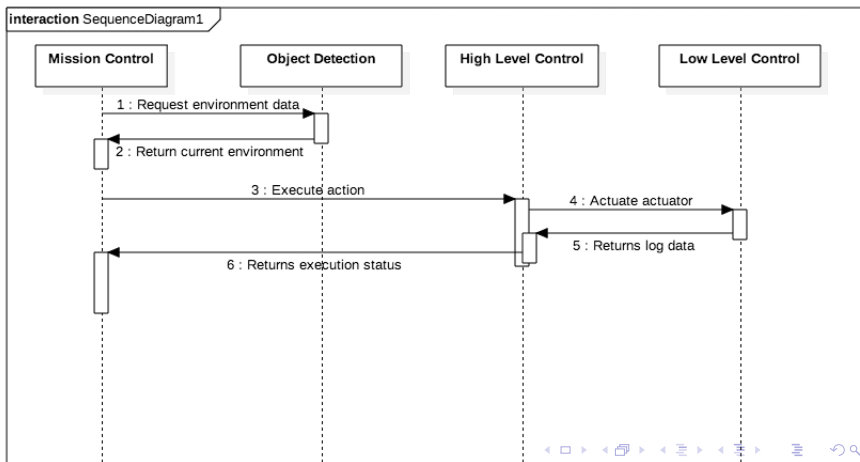 interaction SequenceDiagram1
Mission Control
Object Detection
High Level Control
Low Level Control
1 : Request environment data
2 : Return current environment
3 : Execute action
4 : Actuate actuator
5 : Returns log data
6 : Returns execution status